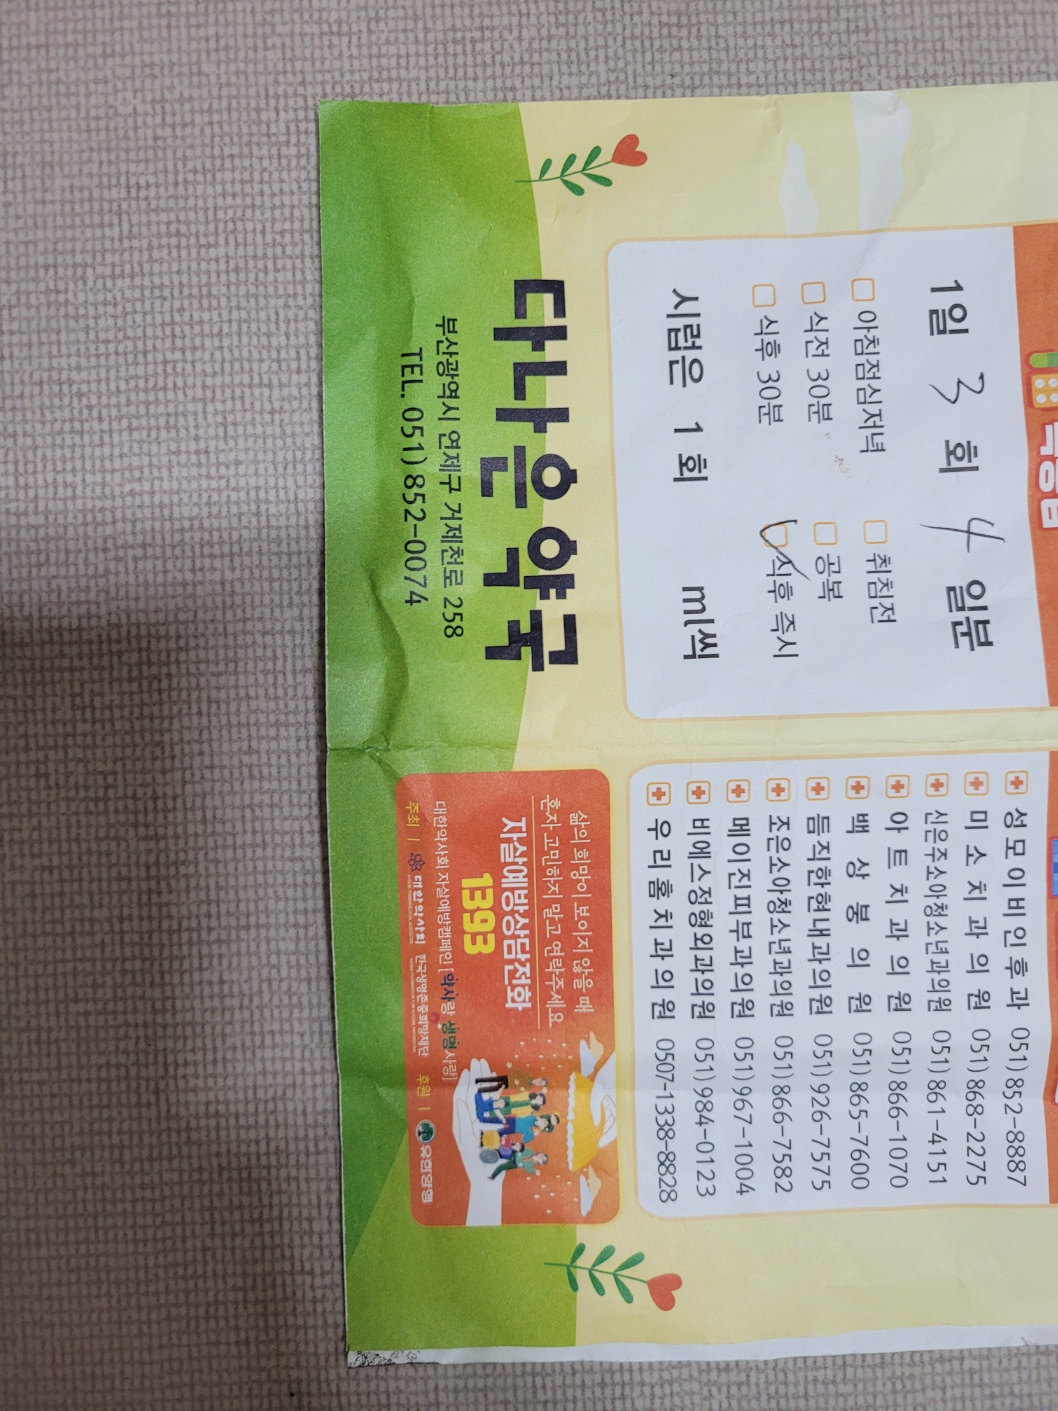 복용법
1일 3 회 4 일분
□ 아침점심저녁 □ 취침전
□ 식전 30분 □ 공복
□ 식후 30분 ☑ 식후 즉시
시럽은 1 회 ml씩
다나은약국
부산광역시 연제구 거제천로 258
TEL. 051) 852-0074
성모이비인후과 051) 852-8887
미소치과의원 051) 868-2275
신은주소아청소년과의원 051) 861-4151
아트치과의원 051) 866-1070
백상봉의원 051) 865-7600
듬직한현내과의원 051) 926-7575
조은소아청소년과의원 051) 866-7582
메이진피부과의원 051) 967-1004
비에스정형외과의원 051) 984-0123
우리홈치과의원 0507-1338-8828
삶의 희망이 보이지 않을 때
혼자 고민하지 말고 연락주세요
자살예방상담전화
1393
대한약사회 자살예방캠페인 [약사랑 생명사랑]
주최 | 대한약사회 한국생명존중희망재단 후원 | 유한양행